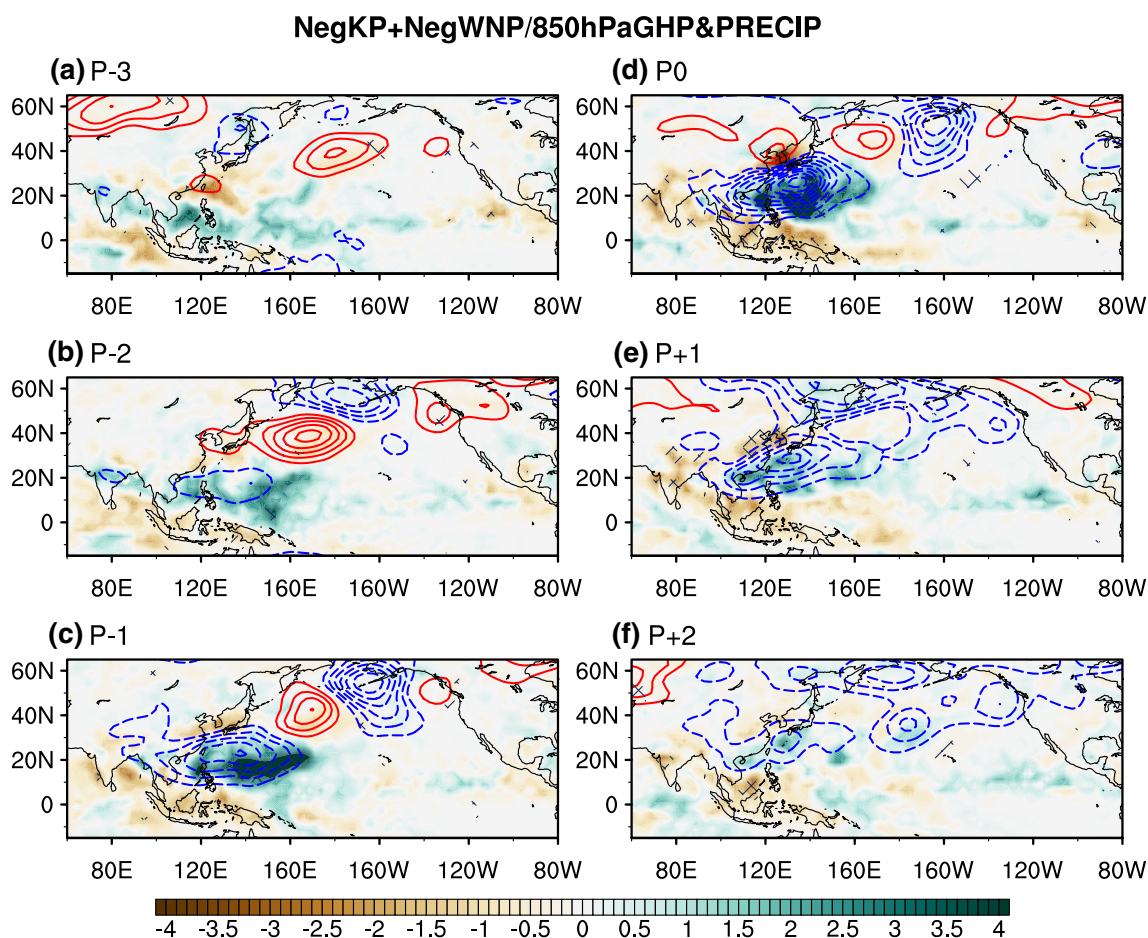 NegKP+NegWNP/850hPaGHP&PRECIP
(a) P-3
60N
40N
20N
0
80E 120E 160E 160W 120W 80W
(b) P-2
60N
40N
20N
0
80E 120E 160E 160W 120W 80W
(c) P-1
60N
40N
20N
0
80E 120E 160E 160W 120W 80W
(d) P0
60N
40N
20N
0
80E 120E 160E 160W 120W 80W
(e) P+1
60N
40N
20N
0
80E 120E 160E 160W 120W 80W
(f) P+2
60N
40N
20N
0
80E 120E 160E 160W 120W 80W
-4 -3.5 -3 -2.5 -2 -1.5 -1 -0.5 0 0.5 1 1.5 2 2.5 3 3.5 4